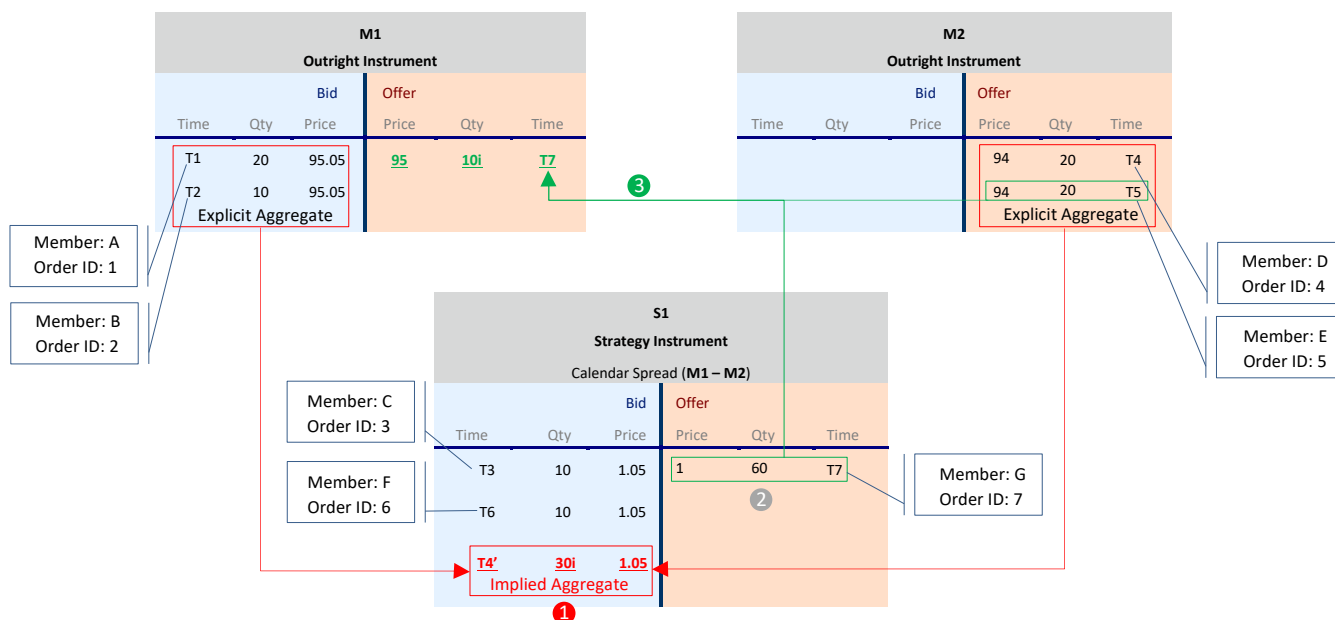 M1
Outright Instrument
Bid Offer
Time Qty Price Price Qty Time
T1 20 95.05 95 10i T7
T2 10 95.05
Explicit Aggregate
M2
Outright Instrument
Bid Offer
Time Qty Price Price Qty Time
94 20 T4
94 20 T5
Explicit Aggregate
3
Member: A
Order ID: 1
Member: B
Order ID: 2
Member: D
Order ID: 4
Member: E
Order ID: 5
S1
Strategy Instrument
Calendar Spread (M1 – M2)
Bid Offer
Time Qty Price Price Qty Time
T3 10 1.05 1 60 T7
2
T6 10 1.05
T4’ 30i 1.05
Implied Aggregate
1
Member: C
Order ID: 3
Member: F
Order ID: 6
Member: G
Order ID: 7